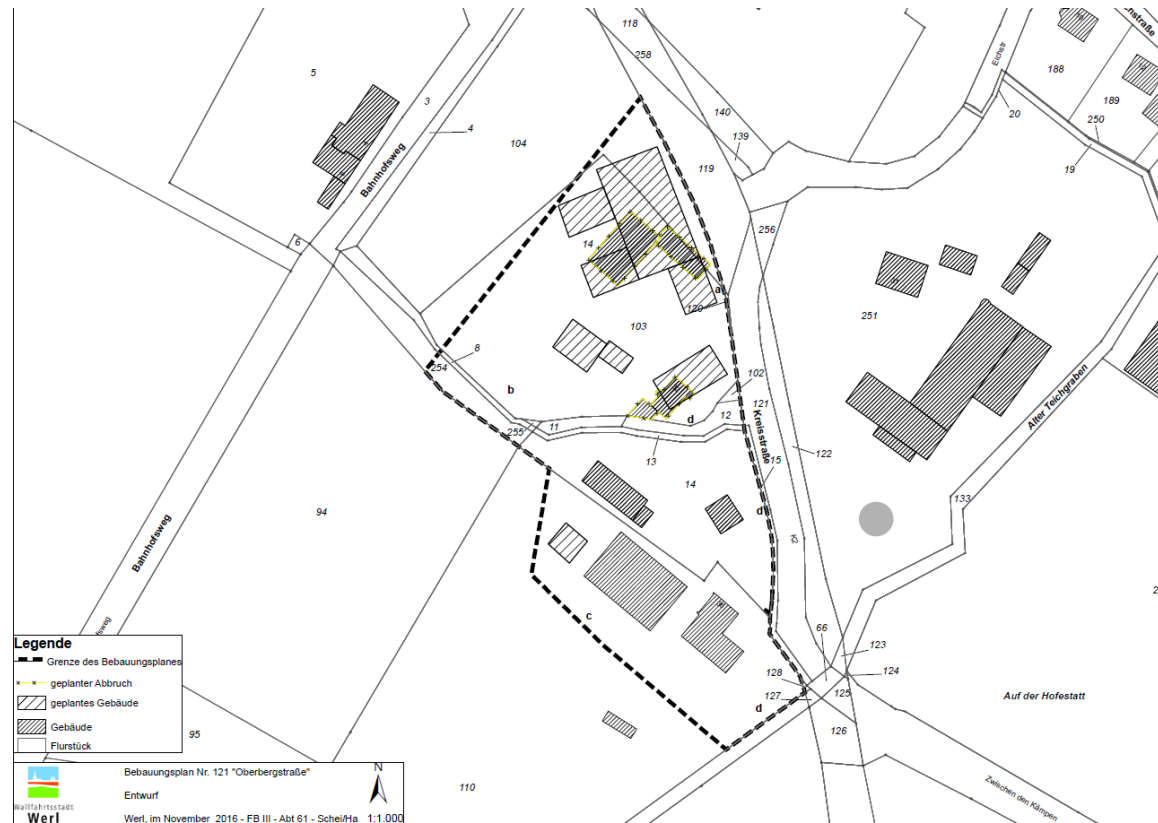 118
258
5
3
4
Bahnhofsweg
104
140
139
119
Eichstr
20
188
189
250
19
6
14
256
a
120
103
251
8
254
b
102
121
Kreisstraße
d
12
11
255
13
15
122
14
d
K2
133
Alter Teichgraben
94
Bahnhofsweg
c
66
123
124
128
127
125
d
126
Auf der Hofestatt
95
110
Zwischen den Kämpen
Legende
Grenze des Bebauungsplanes
geplanter Abbruch
geplantes Gebäude
Gebäude
Flurstück
Wallfahrtsstadt
Werl
Bebauungsplan Nr. 121 "Oberbergstraße"
Entwurf
Werl, im November 2016 - FB III - Abt 61 - Schei/Ha
N
1:1.000